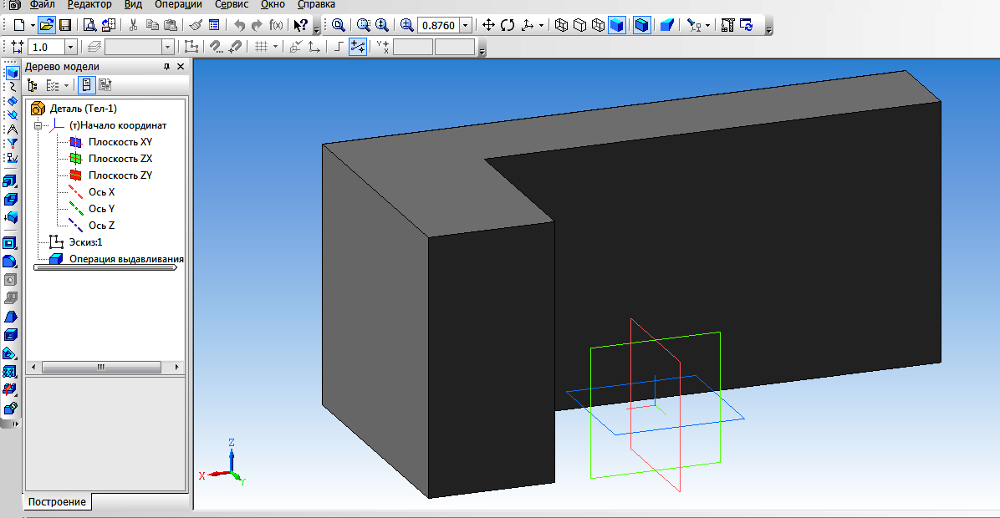 Файл Редактор Вид Операции Сервис Окно Справка
f(x) 0.8760
1.0
Дерево модели
Деталь (Тел-1)
(т)Начало координат
Плоскость XY
Плоскость ZX
Плоскость ZY
Ось X
Ось Y
Ось Z
Эскиз:1
Операция выдавливания
Z
X
Y
Построение